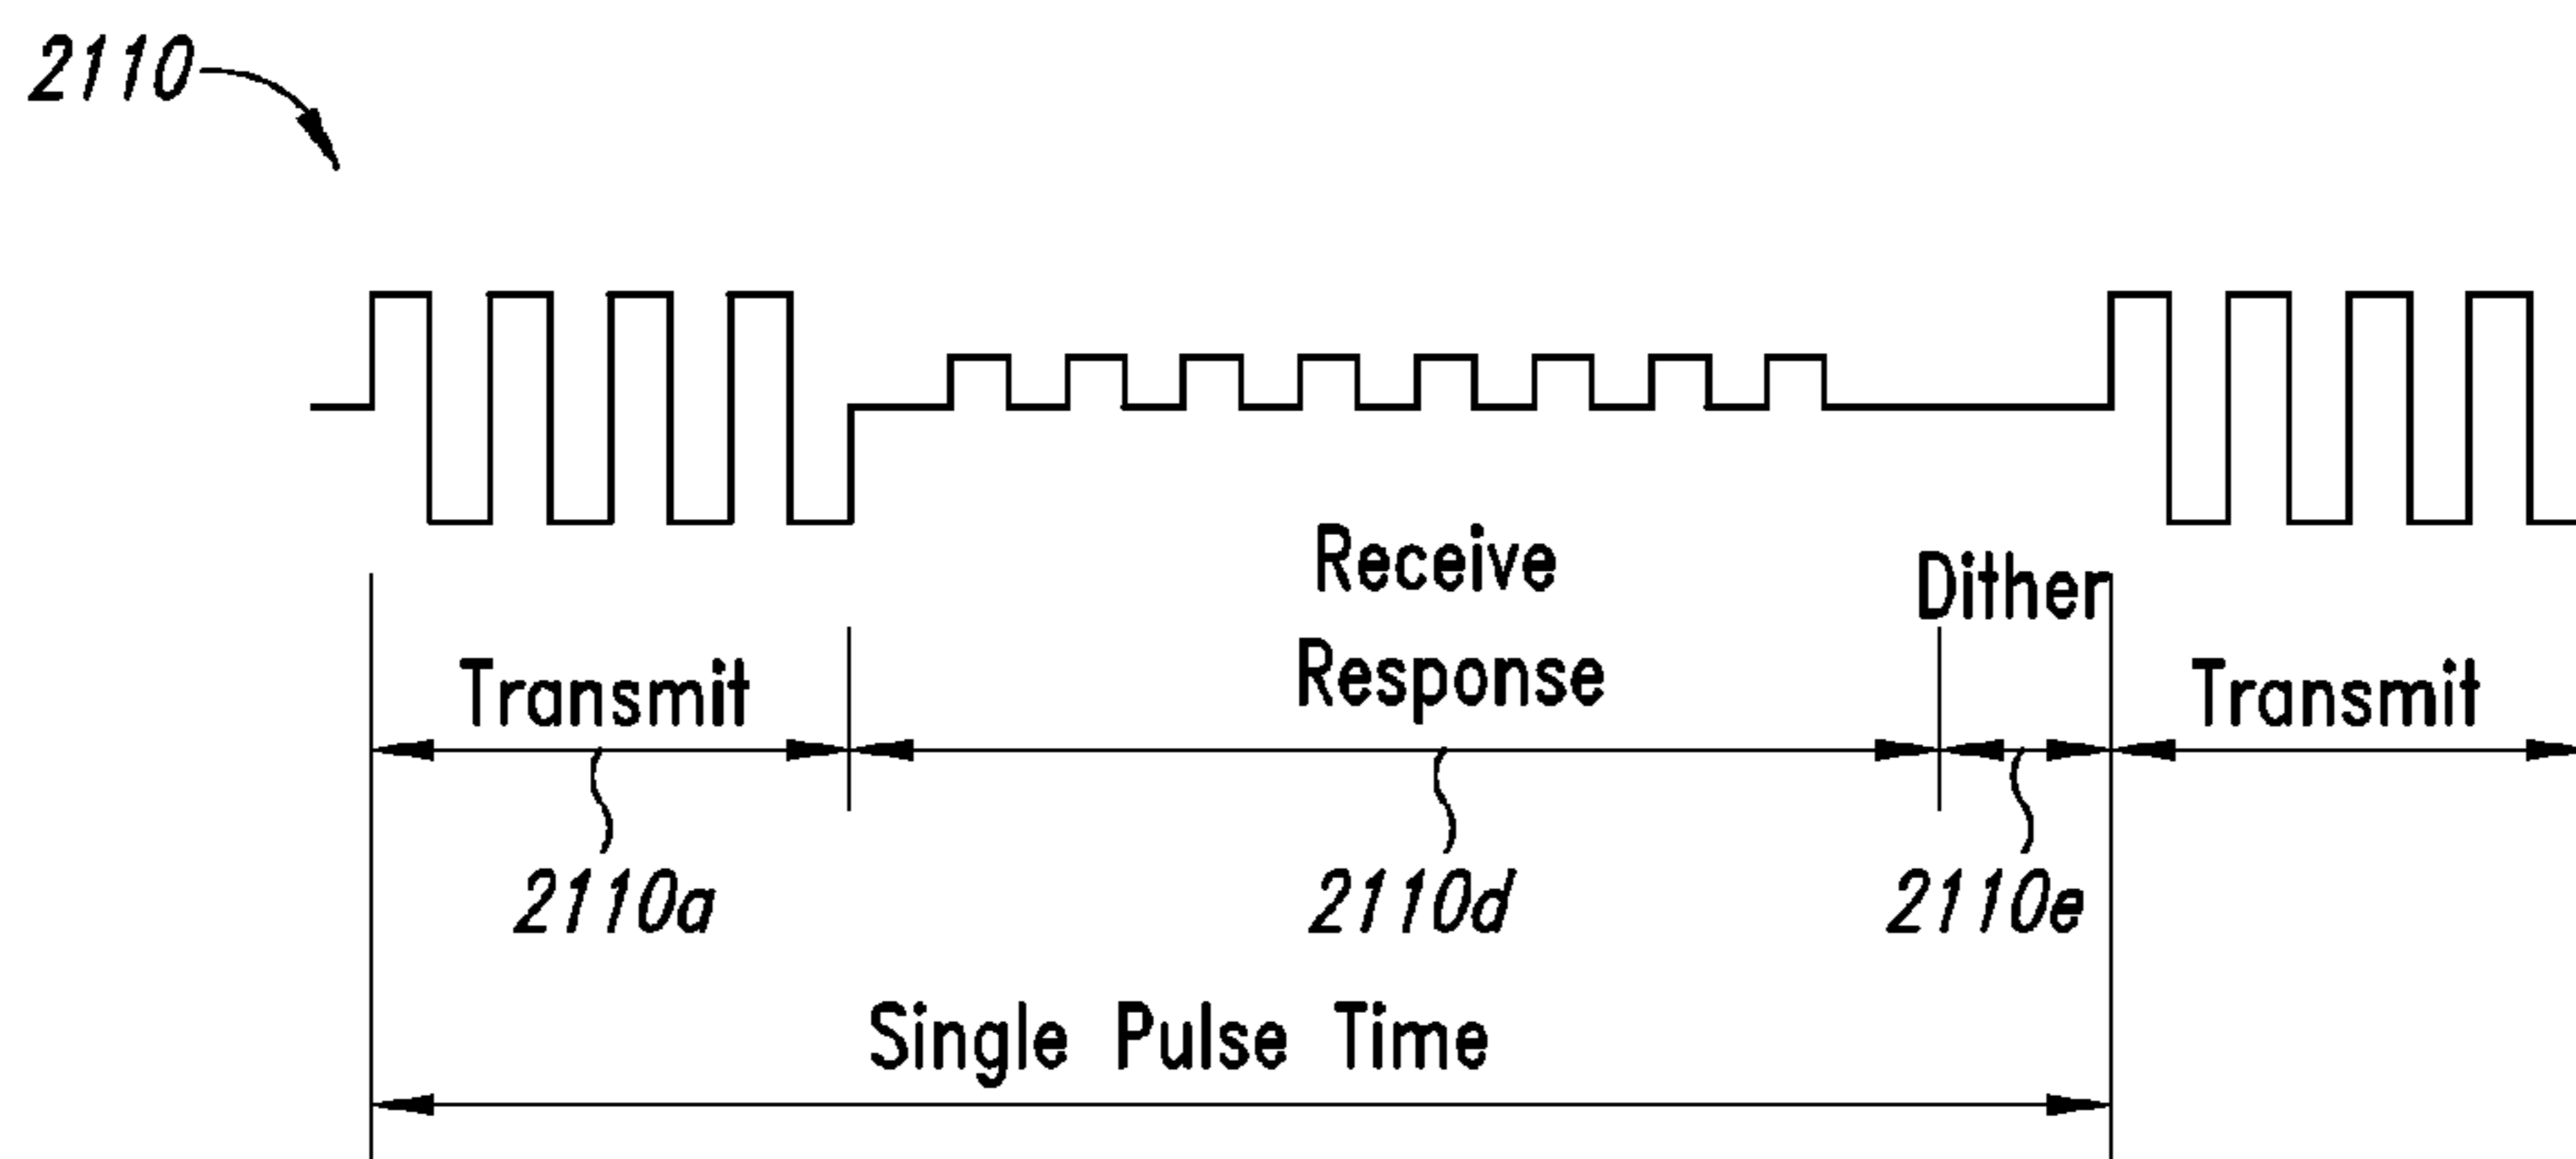 2110
Receive
Response
Dither
Transmit
Transmit
2110a
2110d
2110e
Single Pulse Time